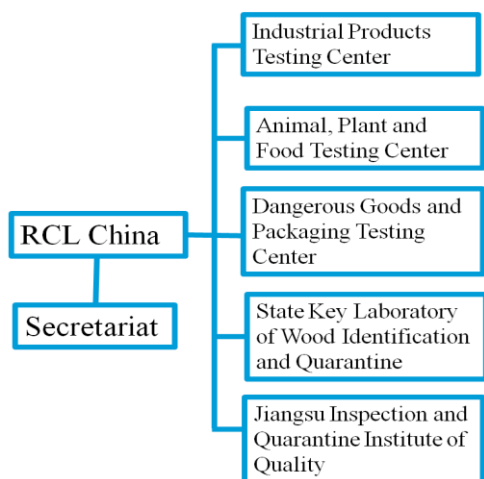 Industrial Products
Testing Center
Animal, Plant and
Food Testing Center
Dangerous Goods and
Packaging Testing
Center
RCL China
Secretariat
State Key Laboratory
of Wood Identification
and Quarantine
Jiangsu Inspection and
Quarantine Institute of
Quality